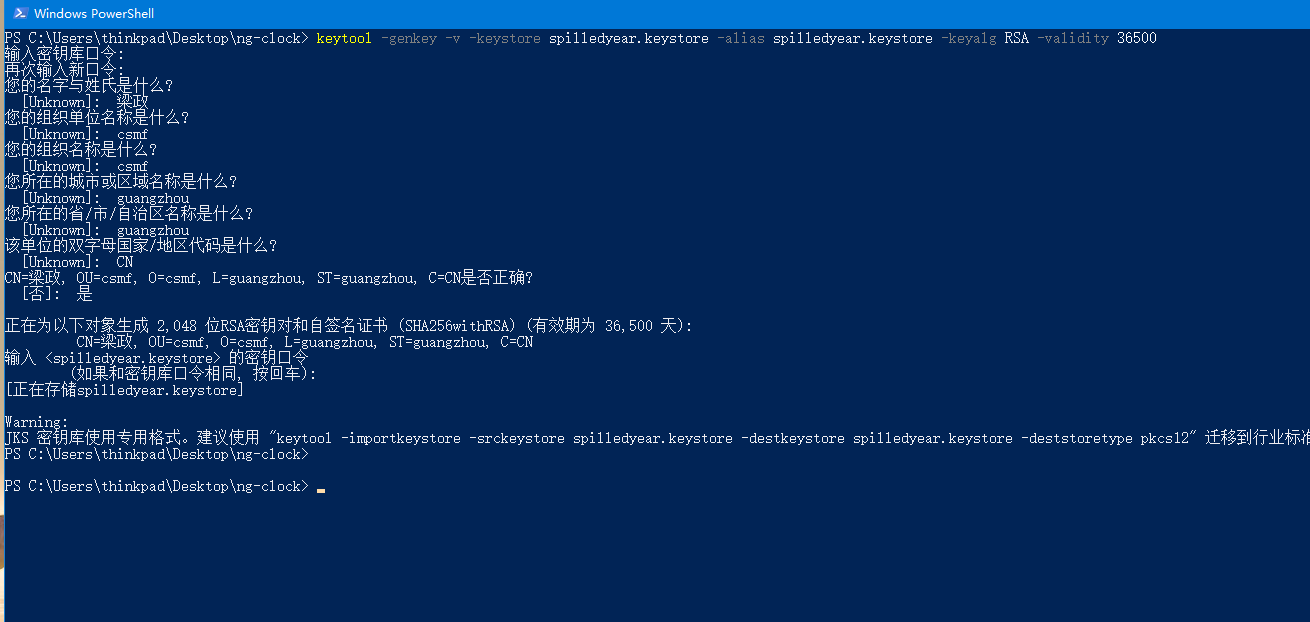 Windows PowerShell
PS C:\Users\thinkpad\Desktop\ng-clock> keytool -genkey -v -keystore spilledyear.keystore -alias spilledyear.keystore -keyalg RSA -validity 36500
输入密钥库口令:
再次输入新口令:
您的名字与姓氏是什么?
[Unknown]:  梁政
您的组织单位名称是什么?
[Unknown]:  csmf
您的组织名称是什么?
[Unknown]:  csmf
您所在的城市或区域名称是什么?
[Unknown]:  guangzhou
您所在的省/市/自治区名称是什么?
[Unknown]:  guangzhou
该单位的双字母国家/地区代码是什么?
[Unknown]:  CN
CN=梁政, OU=csmf, O=csmf, L=guangzhou, ST=guangzhou, C=CN是否正确?
[否]:  是
正在为以下对象生成 2,048 位RSA密钥对和自签名证书 (SHA256withRSA) (有效期为 36,500 天):
CN=梁政, OU=csmf, O=csmf, L=guangzhou, ST=guangzhou, C=CN
输入 <spilledyear.keystore> 的密钥口令
(如果和密钥库口令相同, 按回车):
[正在存储spilledyear.keystore]
Warning:
JKS 密钥库使用专用格式。建议使用 "keytool -importkeystore -srckeystore spilledyear.keystore -destkeystore spilledyear.keystore -deststoretype pkcs12" 迁移到行业标准
PS C:\Users\thinkpad\Desktop\ng-clock>
PS C:\Users\thinkpad\Desktop\ng-clock>